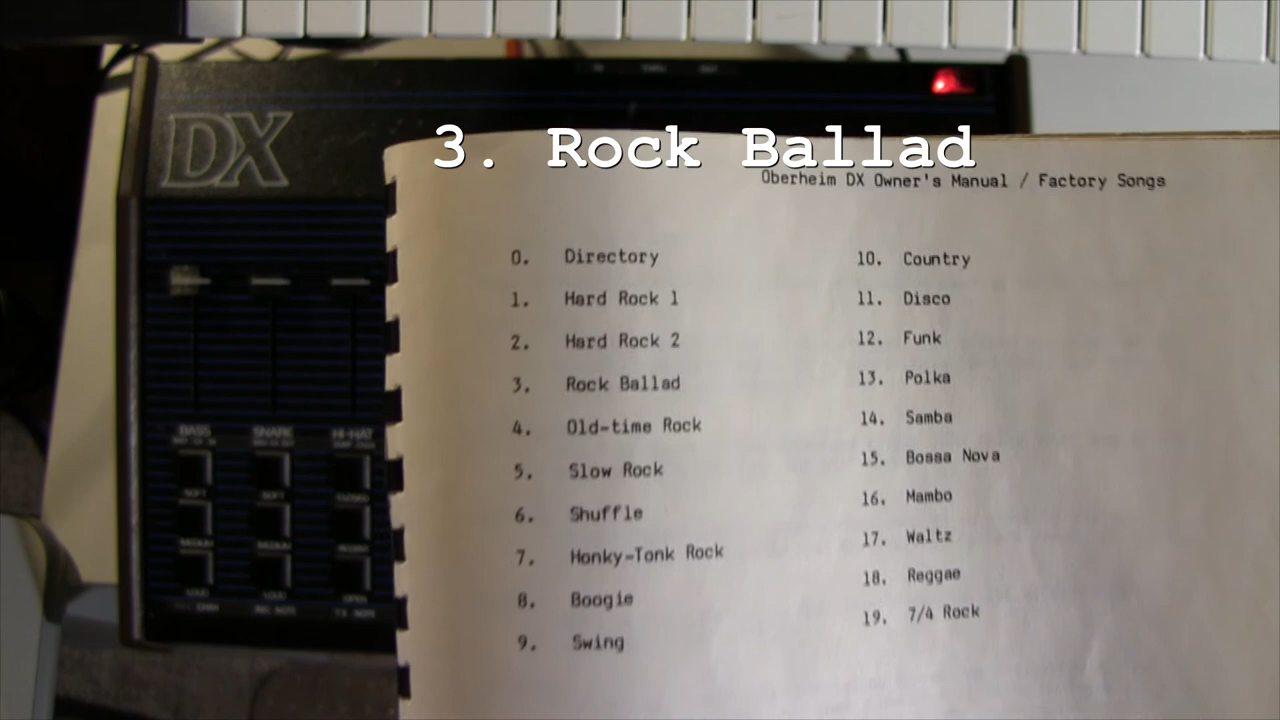 DX
3. Rock Ballad
Oberheim DX Owner's Manual / Factory Songs
0. Directory
1. Hard Rock 1
2. Hard Rock 2
3. Rock Ballad
4. Old-time Rock
5. Slow Rock
6. Shuffle
7. Honky-Tonk Rock
8. Boogie
9. Swing
10. Country
11. Disco
12. Funk
13. Polka
14. Samba
15. Bossa Nova
16. Mambo
17. Waltz
18. Reggae
19. 7/4 Rock
BASS SNARE HI-HAT
SOFT SOFT CLOSED
MEDIUM MEDIUM ACCENT
LOUD LOUD OPEN